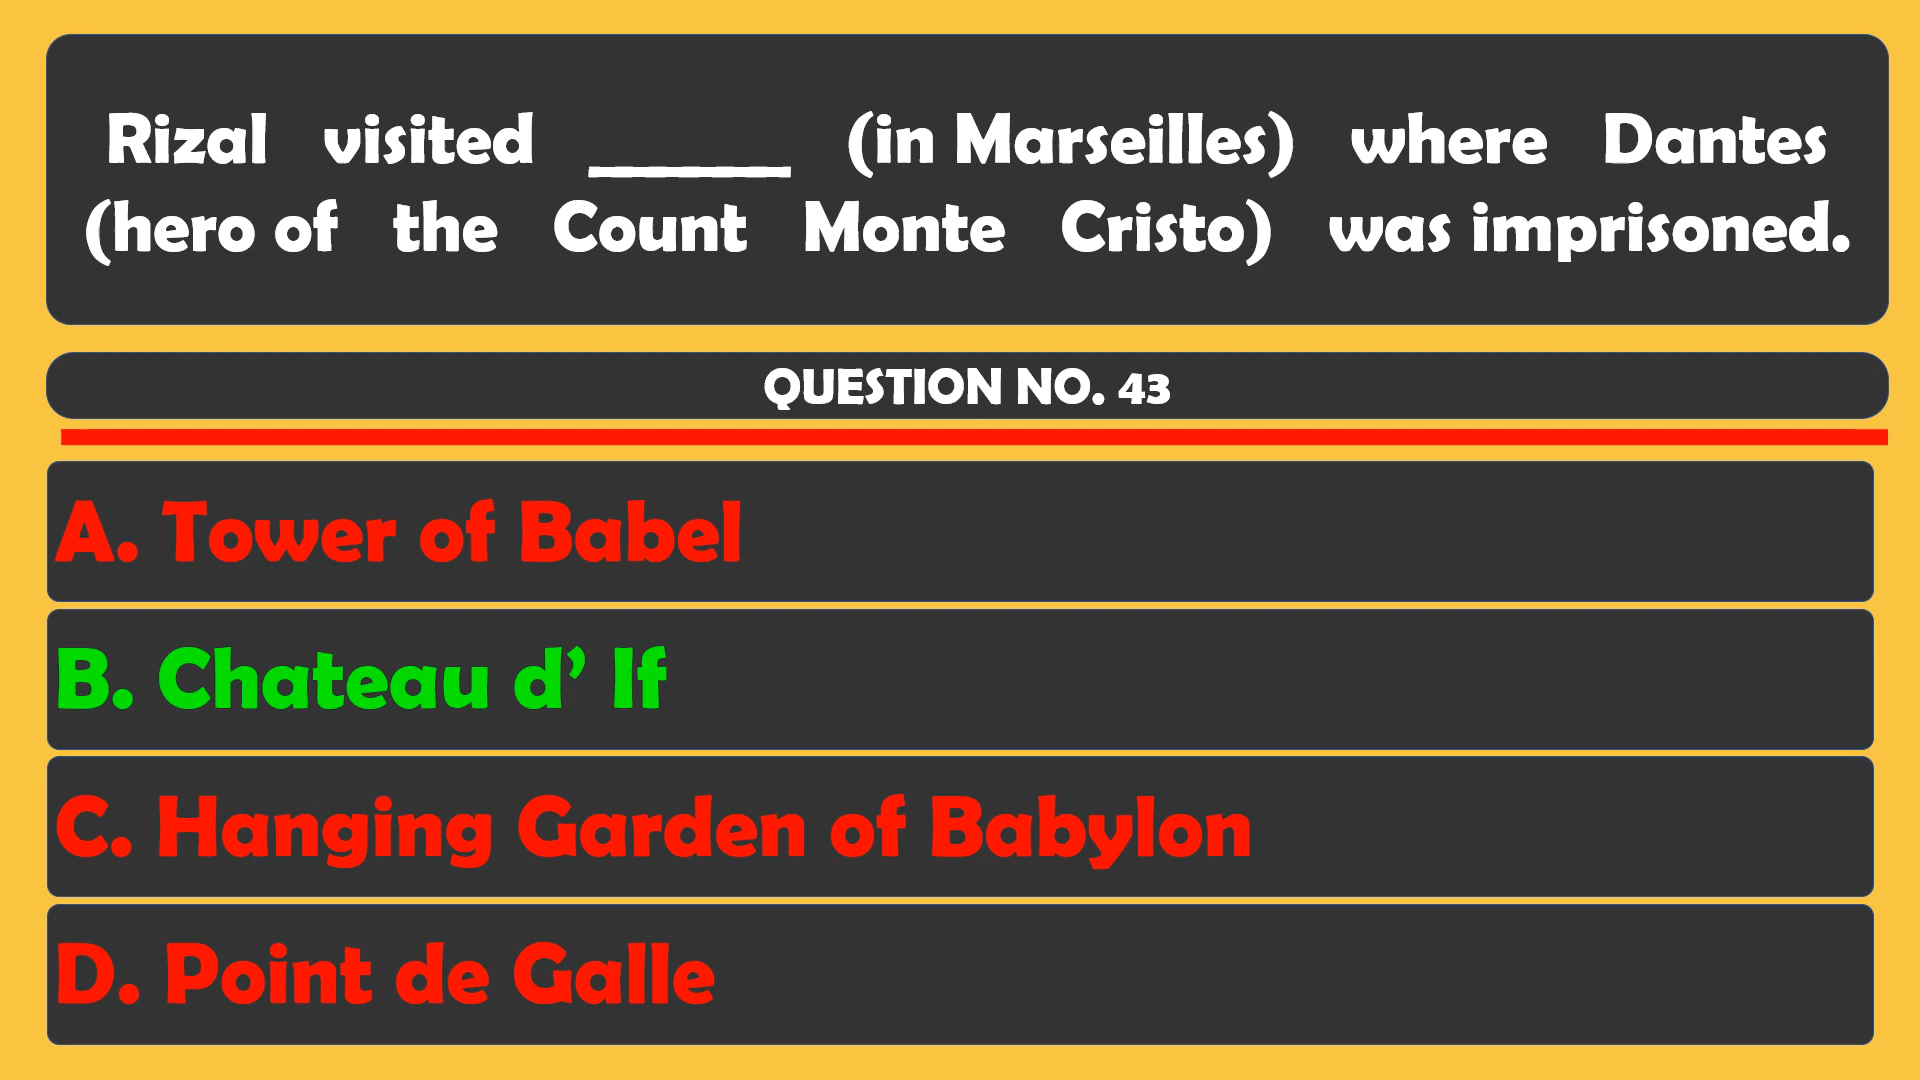 Rizal visited ______ (in Marseilles) where Dantes
(hero of the Count Monte Cristo) was imprisoned.
QUESTION NO. 43
A. Tower of Babel
B. Chateau d’ If
C. Hanging Garden of Babylon
D. Point de Galle